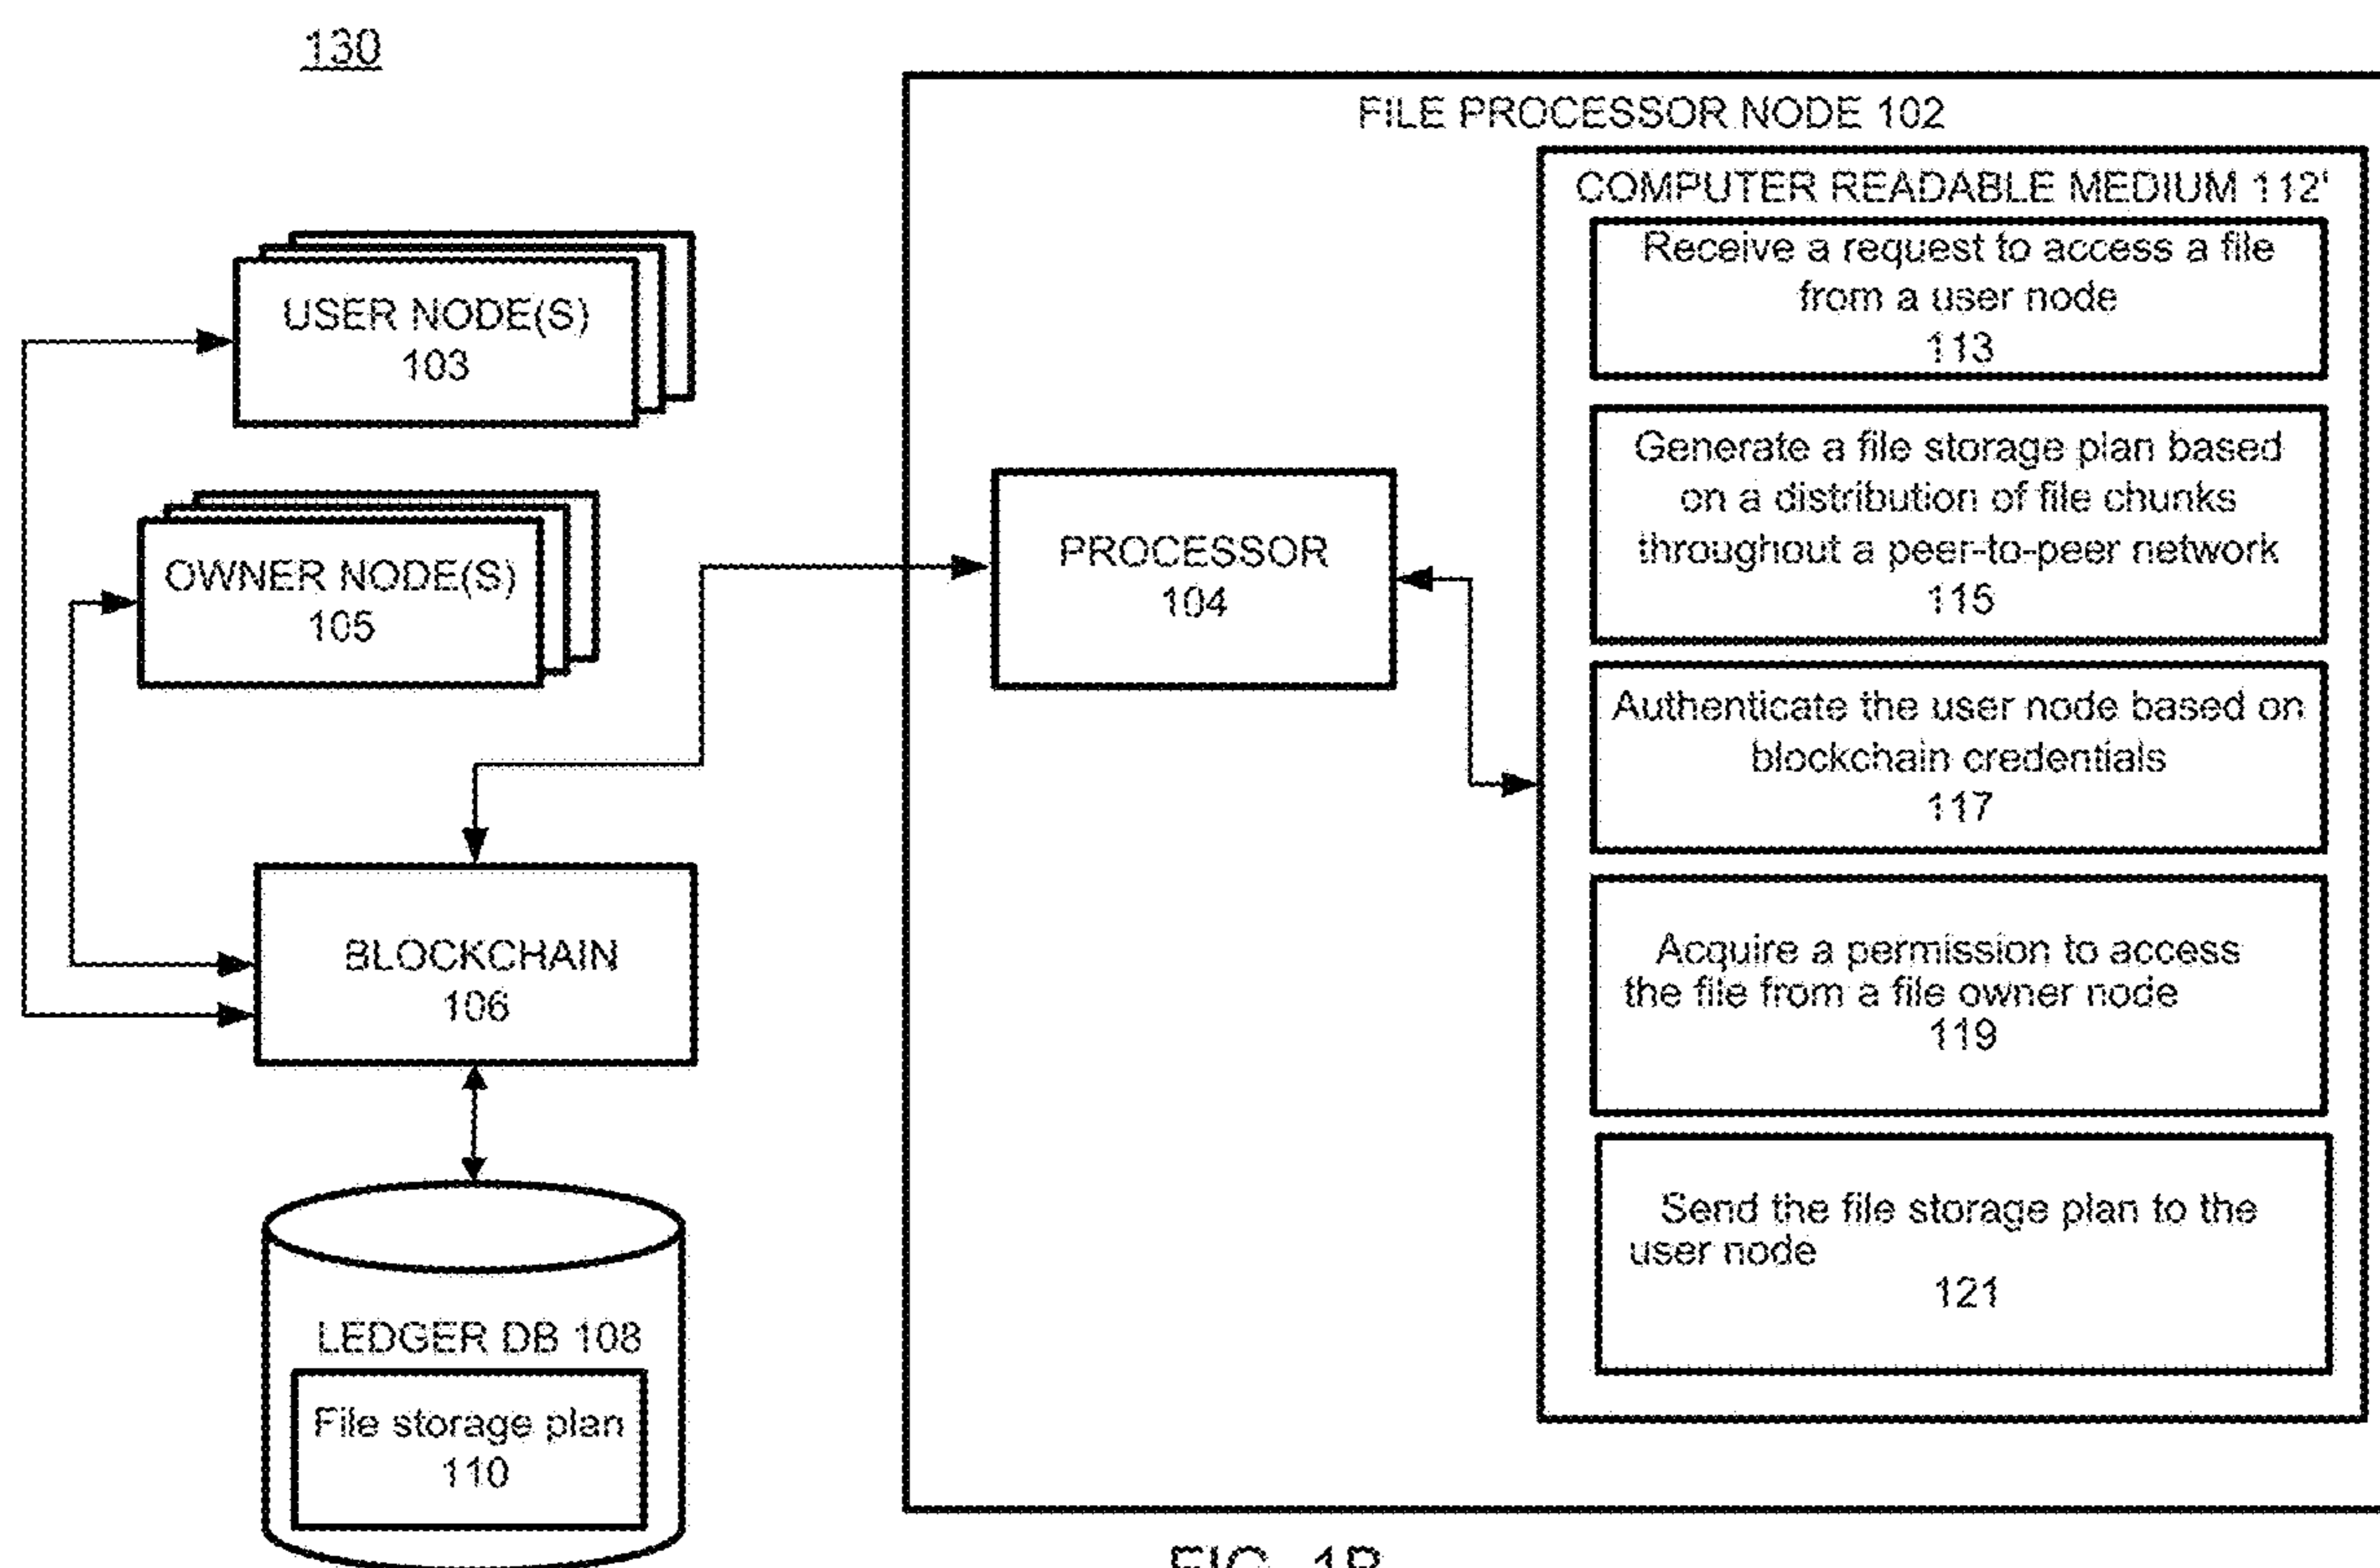 130
FILE PROCESSOR NODE 102
COMPUTER READABLE MEDIUM 112'
Receive a request to access a file
from a user node
113
Generate a file storage plan based
on a distribution of file chunks
throughout a peer-to-peer network
115
Authenticate the user node based on
blockchain credentials
117
Acquire a permission to access
the file from a file owner node
119
Send the file storage plan to the
user node
121
PROCESSOR
104
USER NODE(S)
103
OWNER NODE(S)
105
BLOCKCHAIN
106
LEDGER DB 108
File storage plan
110
FIG. 1B